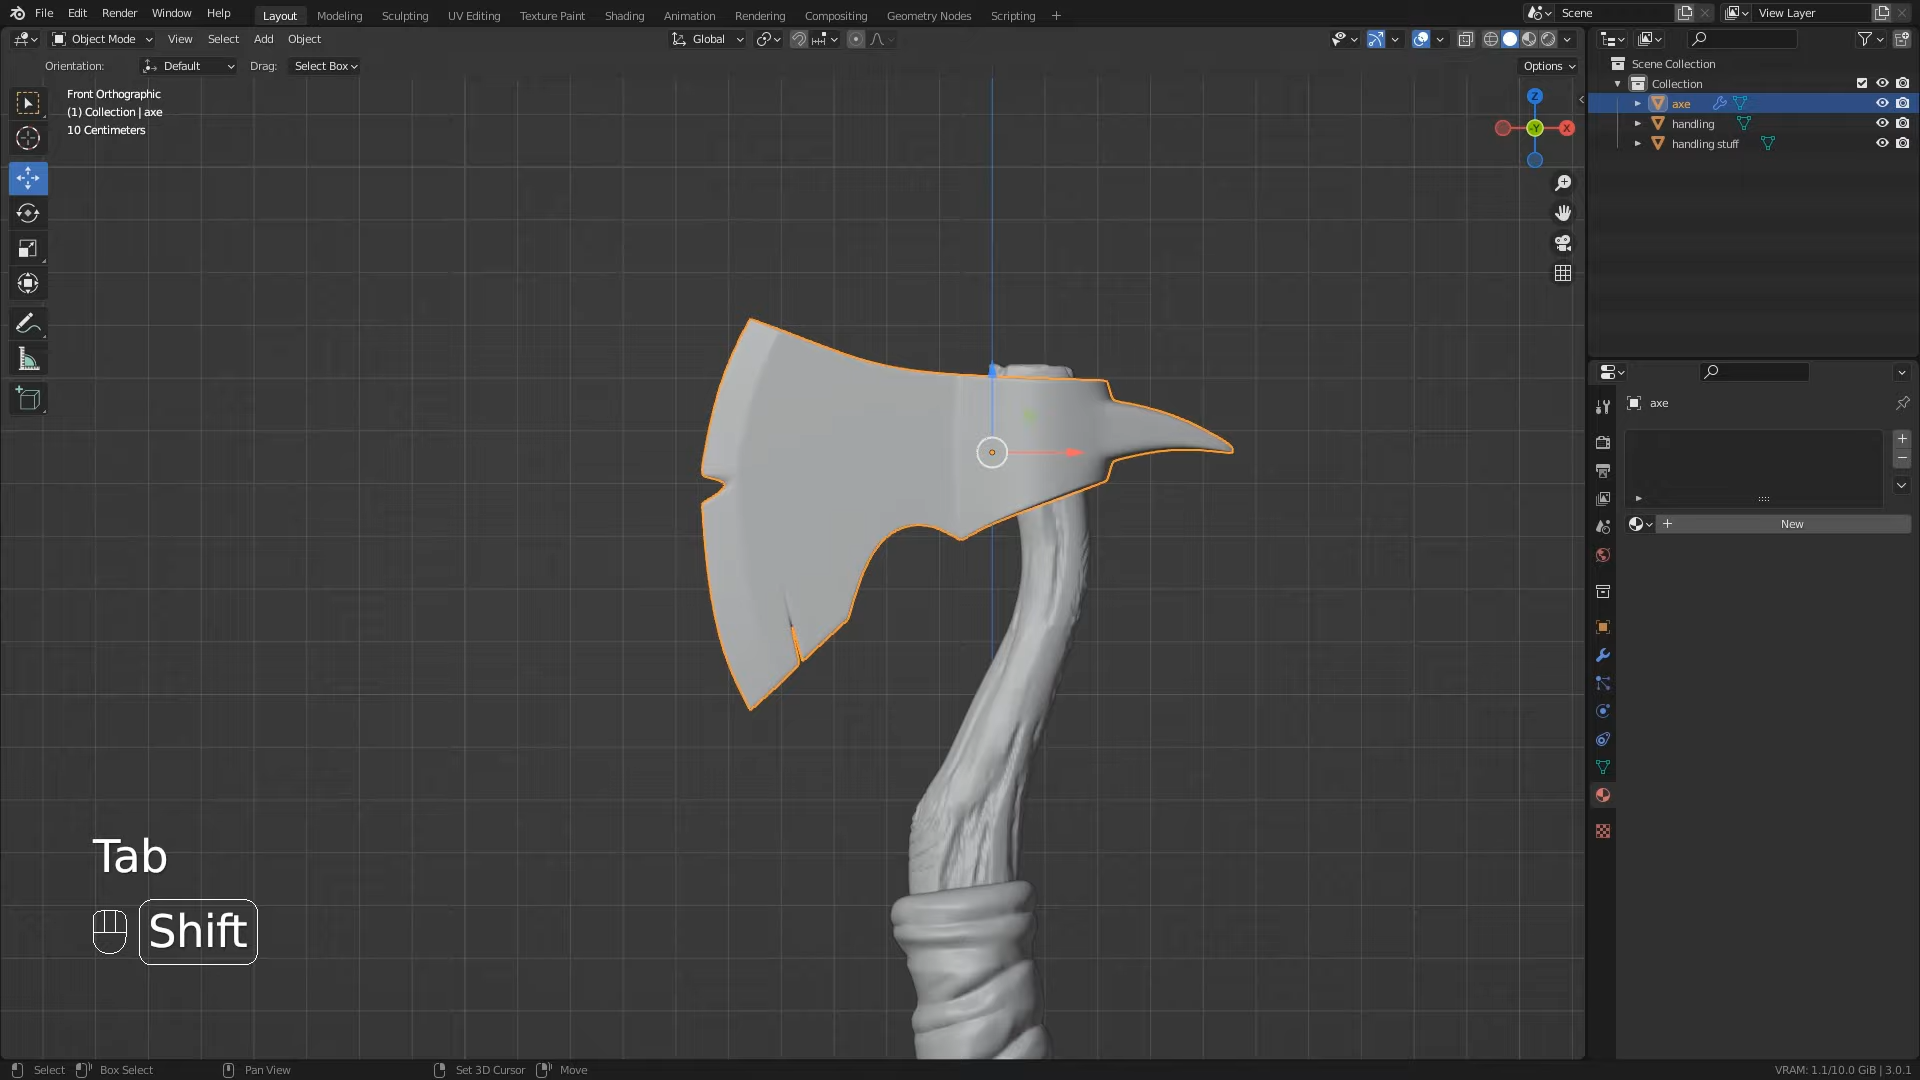 File Edit Render Window Help Layout Modeling Sculpting UV Editing Texture Paint Shading Animation Rendering Compositing Geometry Nodes Scripting Scene View Layer
Object Mode View Select Add Object Global
Orientation: Default Drag: Select Box Options
Front Orthographic
(1) Collection | axe
10 Centimeters
Z
Y
X
Scene Collection
Collection
axe
handling
handling stuff
axe
New
Tab
Shift
Select Box Select Pan View Set 3D Cursor Move VRAM: 1.1/10.0 GiB | 3.0.1